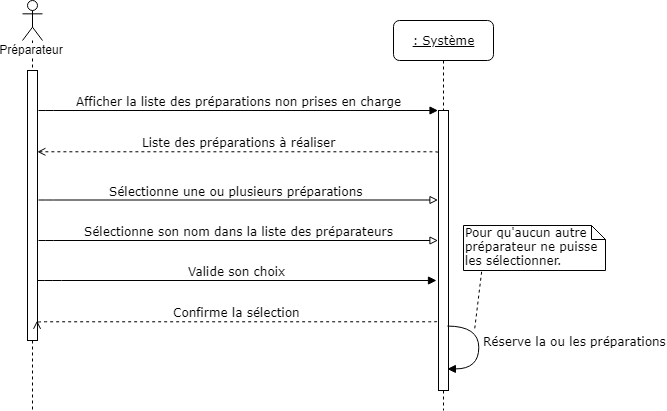 Préparateur
: Système
Afficher la liste des préparations non prises en charge
Liste des préparations à réaliser
Sélectionne une ou plusieurs préparations
Sélectionne son nom dans la liste des préparateurs
Pour qu'aucun autre
préparateur ne puisse
les sélectionner.
Valide son choix
Confirme la sélection
Réserve la ou les préparations